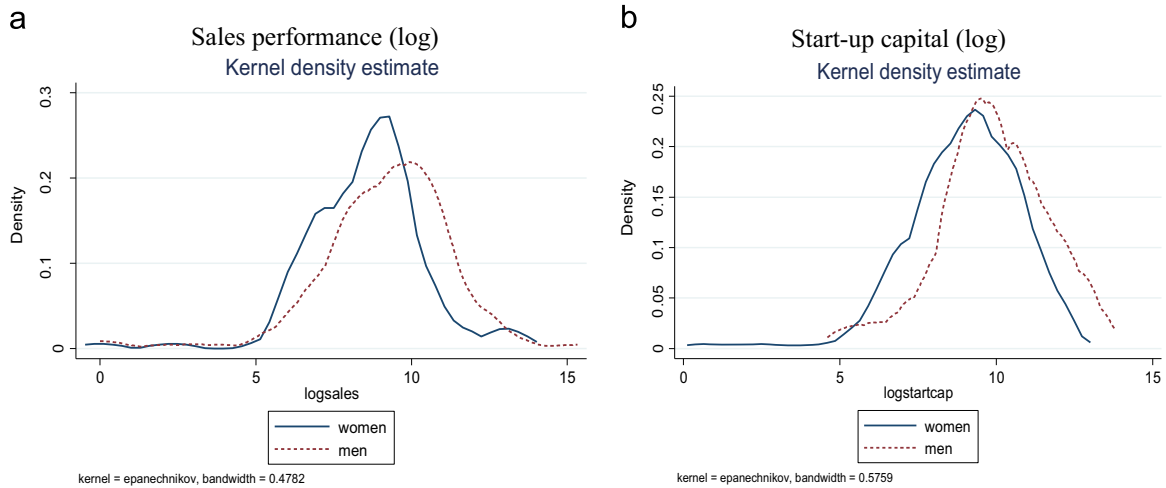 a
Sales performance (log)
Kernel density estimate
0.3
0.2
0.1
0
Density
0 5 10 15
logsales
women
men
kernel = epanechnikov, bandwidth = 0.4782
b
Start-up capital (log)
Kernel density estimate
0.25
0.2
0.15
0.1
0.05
0
Density
0 5 10 15
logstartcap
women
men
kernel = epanechnikov, bandwidth = 0.5759